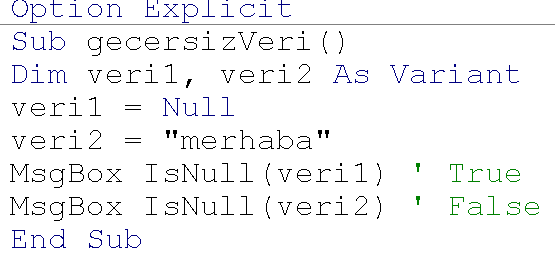 Option Explicit
Sub gecersizVeri()
Dim veri1, veri2 As Variant
veri1 = Null
veri2 = "merhaba"
MsgBox IsNull(veri1) ' True
MsgBox IsNull(veri2) ' False
End Sub